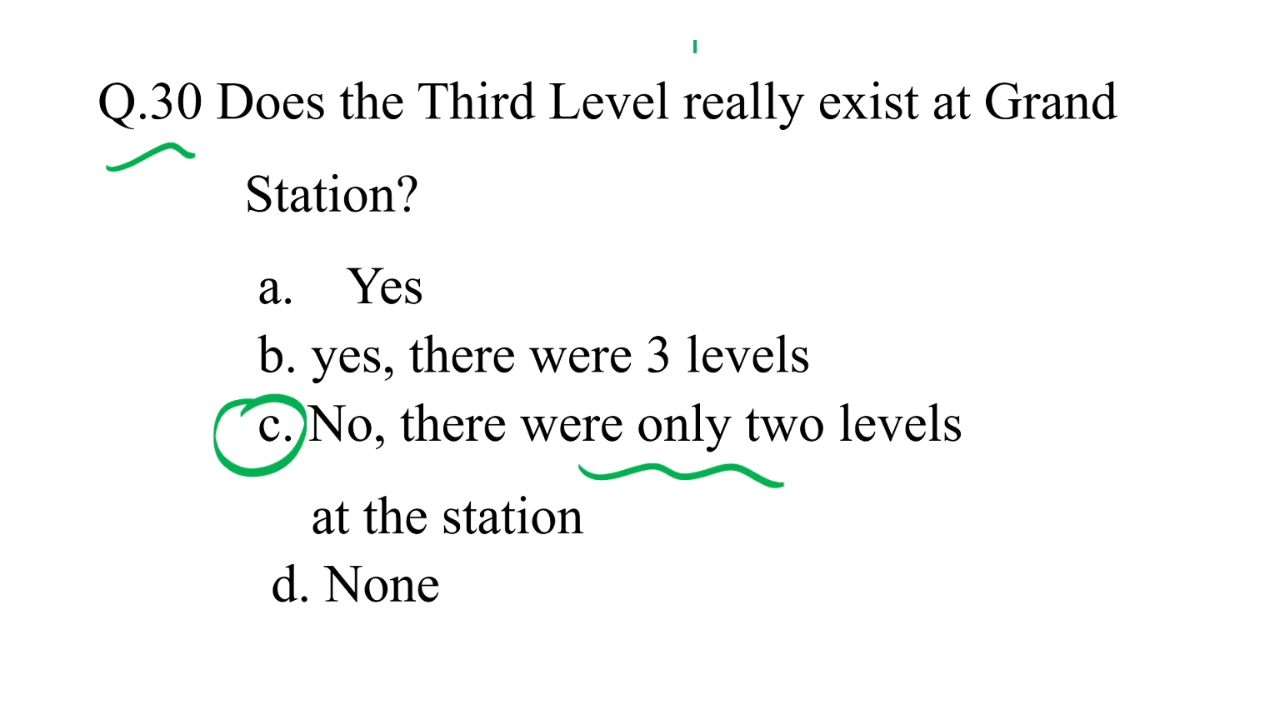 Q.30 Does the Third Level really exist at Grand
Station?
a. Yes
b. yes, there were 3 levels
c. No, there were only two levels
at the station
d. None